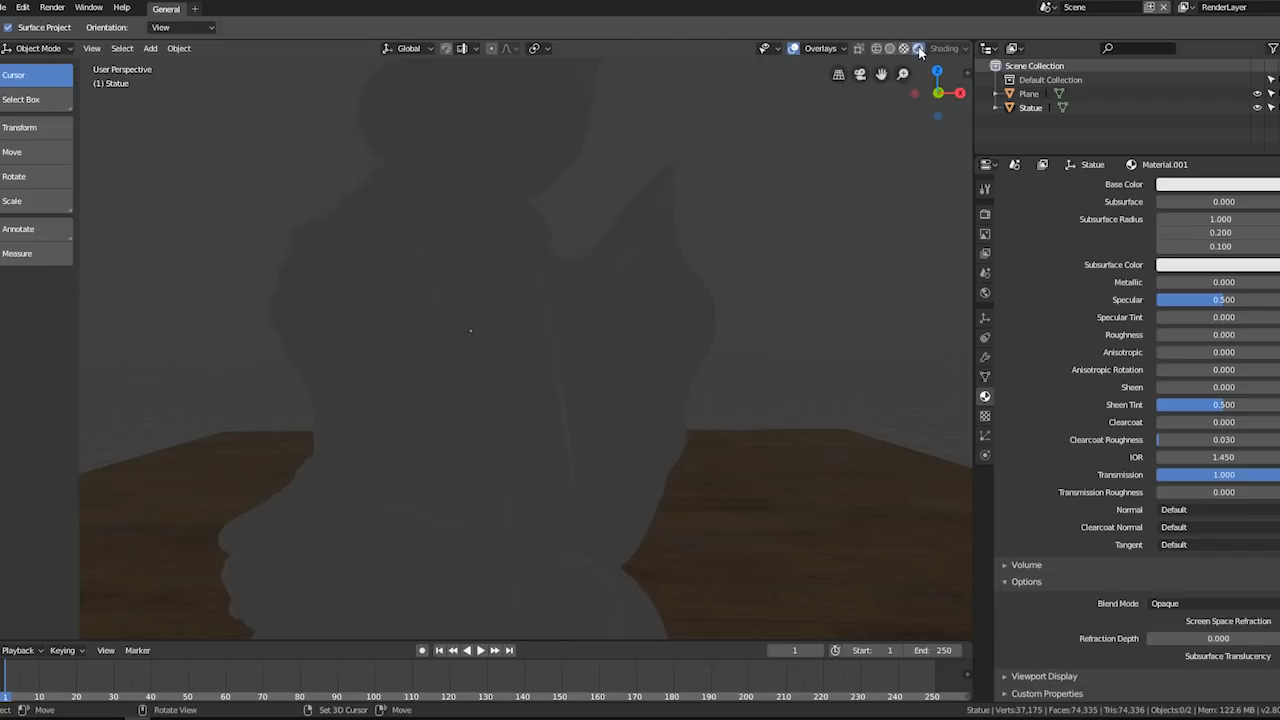 le Edit Render Window Help General + Scene RenderLayer
Surface Project Orientation: View
Object Mode View Select Add Object Global Overlays Shading
User Perspective
(1) Statue
Cursor
Select Box
Transform
Move
Rotate
Scale
Annotate
Measure
Z
X
Scene Collection
Default Collection
Plane
Statue
Statue Material.001
Base Color
Subsurface 0.000
Subsurface Radius 1.000
0.200
0.100
Subsurface Color
Metallic 0.000
Specular 0.500
Specular Tint 0.000
Roughness 0.000
Anisotropic 0.000
Anisotropic Rotation 0.000
Sheen 0.000
Sheen Tint 0.500
Clearcoat 0.000
Clearcoat Roughness 0.030
IOR 1.450
Transmission 1.000
Transmission Roughness 0.000
Normal Default
Clearcoat Normal Default
Tangent Default
Volume
Options
Blend Mode Opaque
Screen Space Refraction
Refraction Depth 0.000
Subsurface Translucency
Viewport Display
Custom Properties
Playback Keying View Marker 1 Start: 1 End: 250
1 10 20 30 40 50 60 70 80 90 100 110 120 130 140 150 160 170 180 190 200 210 220 230 240 250
ect Move Rotate View Set 3D Cursor Move Statue | Verts:37,175 | Faces:74,335 | Tris:74,336 | Objects:0/2 | Mem: 122.6 MB | v2.80